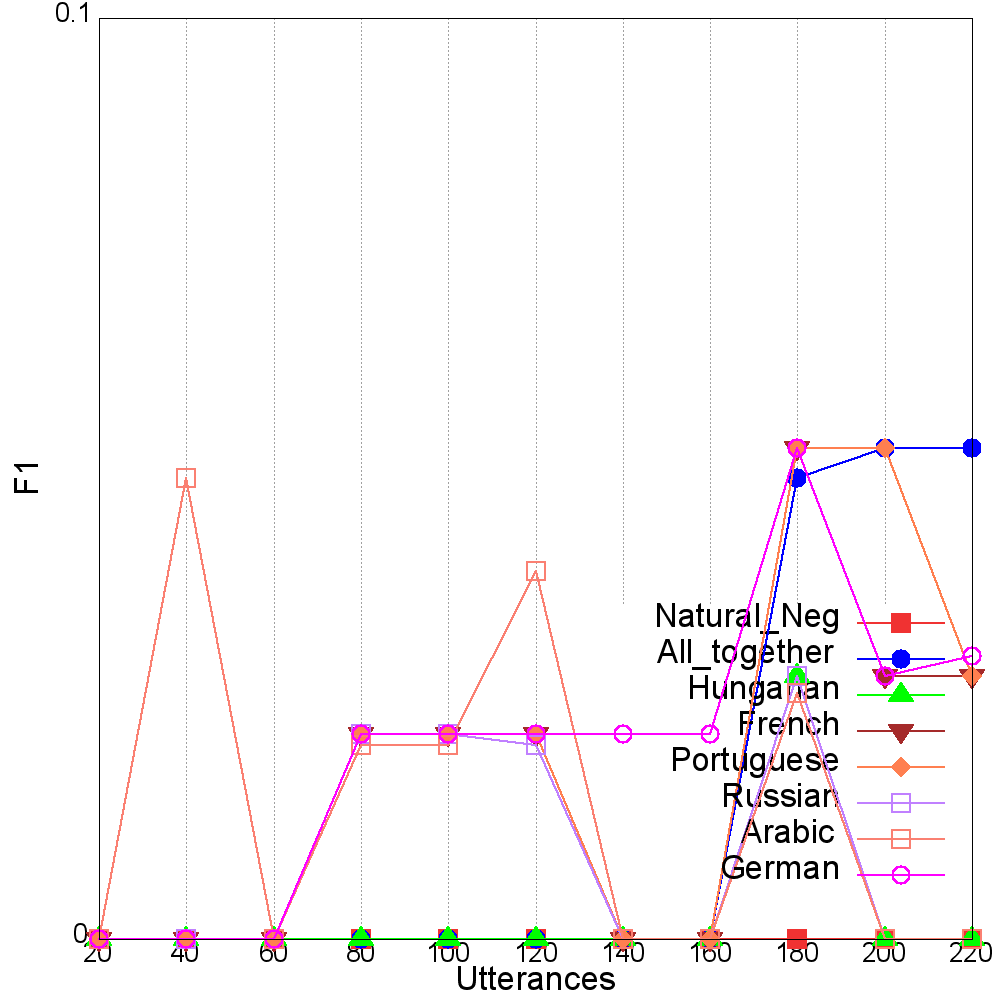 0.1
F1
Natural_Neg
All_together
Hungarian
French
Portuguese
Russian
Arabic
German
0
20 40 60 80 100 120 140 160 180 200 220
Utterances